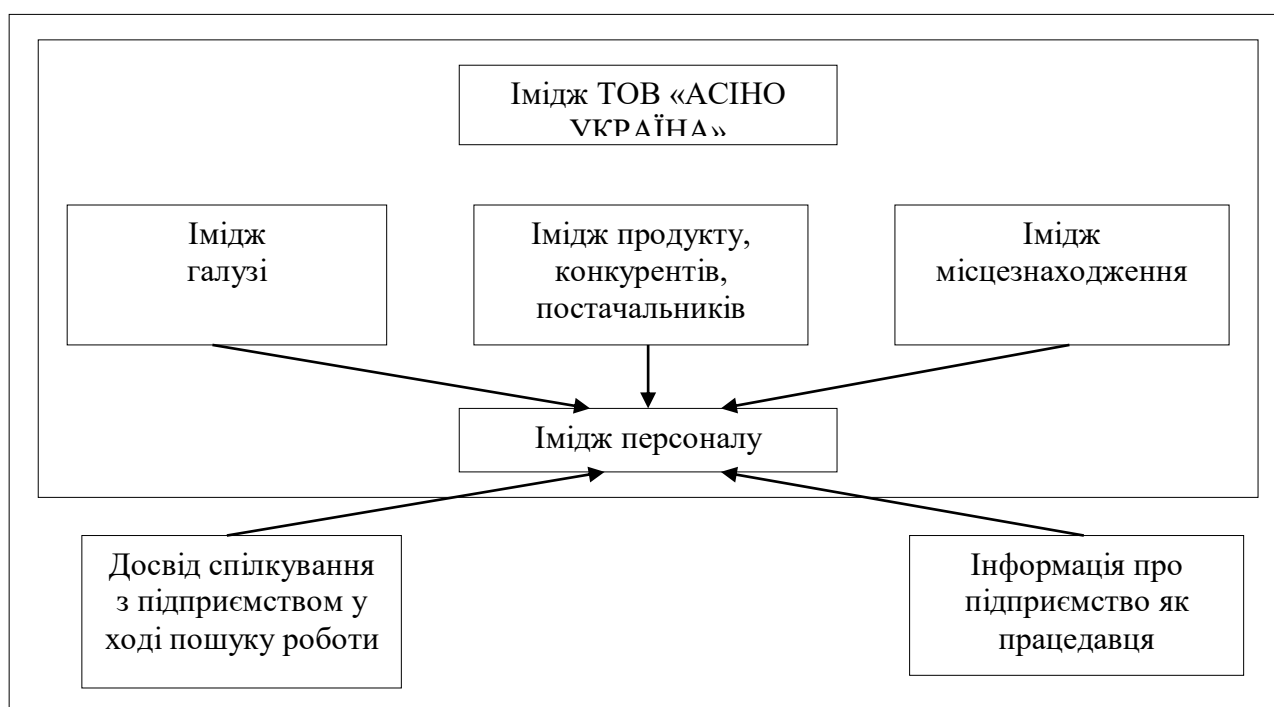 Імідж ТОВ «АСІНО
УКРАЇНА»
Імідж
галузі
Імідж продукту,
конкурентів,
постачальників
Імідж
місцезнаходження
Імідж персоналу
Досвід спілкування
з підприємством у
ході пошуку роботи
Інформація про
підприємство як
працедавця